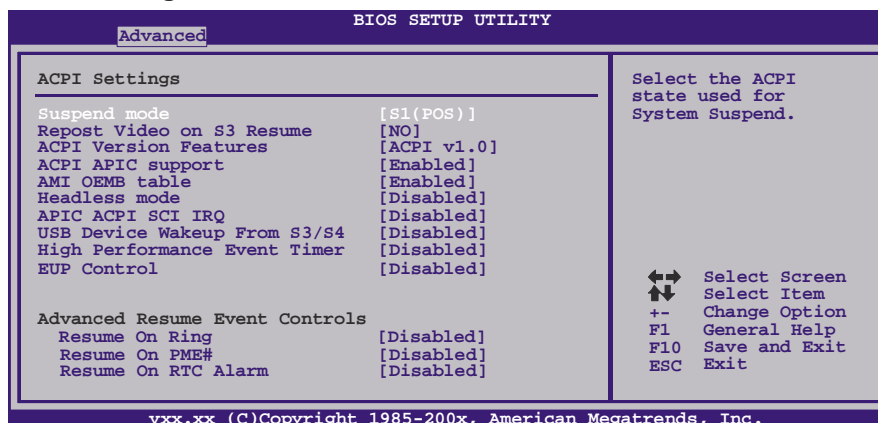 BIOS SETUP UTILITY
Advanced
ACPI Settings
Suspend mode [S1(POS)]
Repost Video on S3 Resume [NO]
ACPI Version Features [ACPI v1.0]
ACPI APIC support [Enabled]
AMI OEMB table [Enabled]
Headless mode [Disabled]
APIC ACPI SCI IRQ [Disabled]
USB Device Wakeup From S3/S4 [Disabled]
High Performance Event Timer [Disabled]
EUP Control [Disabled]
Advanced Resume Event Controls
Resume On Ring [Disabled]
Resume On PME# [Disabled]
Resume On RTC Alarm [Disabled]
Select the ACPI
state used for
System Suspend.
Select Screen
Select Item
+- Change Option
F1 General Help
F10 Save and Exit
ESC Exit
vxx.xx (C)Copyright 1985-200x, American Megatrends, Inc.